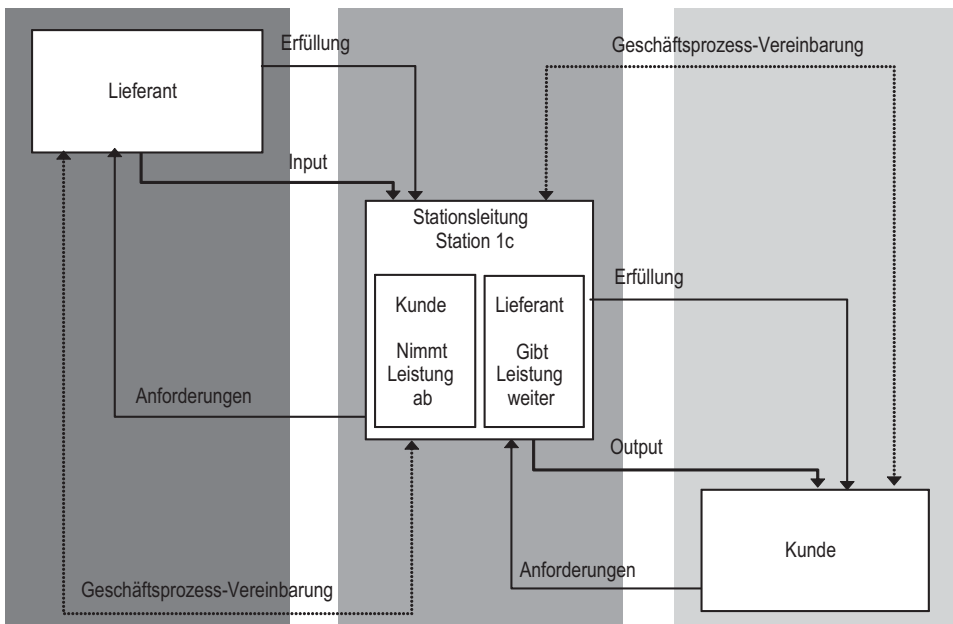 Erfüllung
Geschäftsprozess-Vereinbarung
Lieferant
Input
Stationsleitung
Station 1c
Erfüllung
Kunde
Nimmt
Leistung
ab
Lieferant
Gibt
Leistung
weiter
Anforderungen
Output
Kunde
Anforderungen
Geschäftsprozess-Vereinbarung